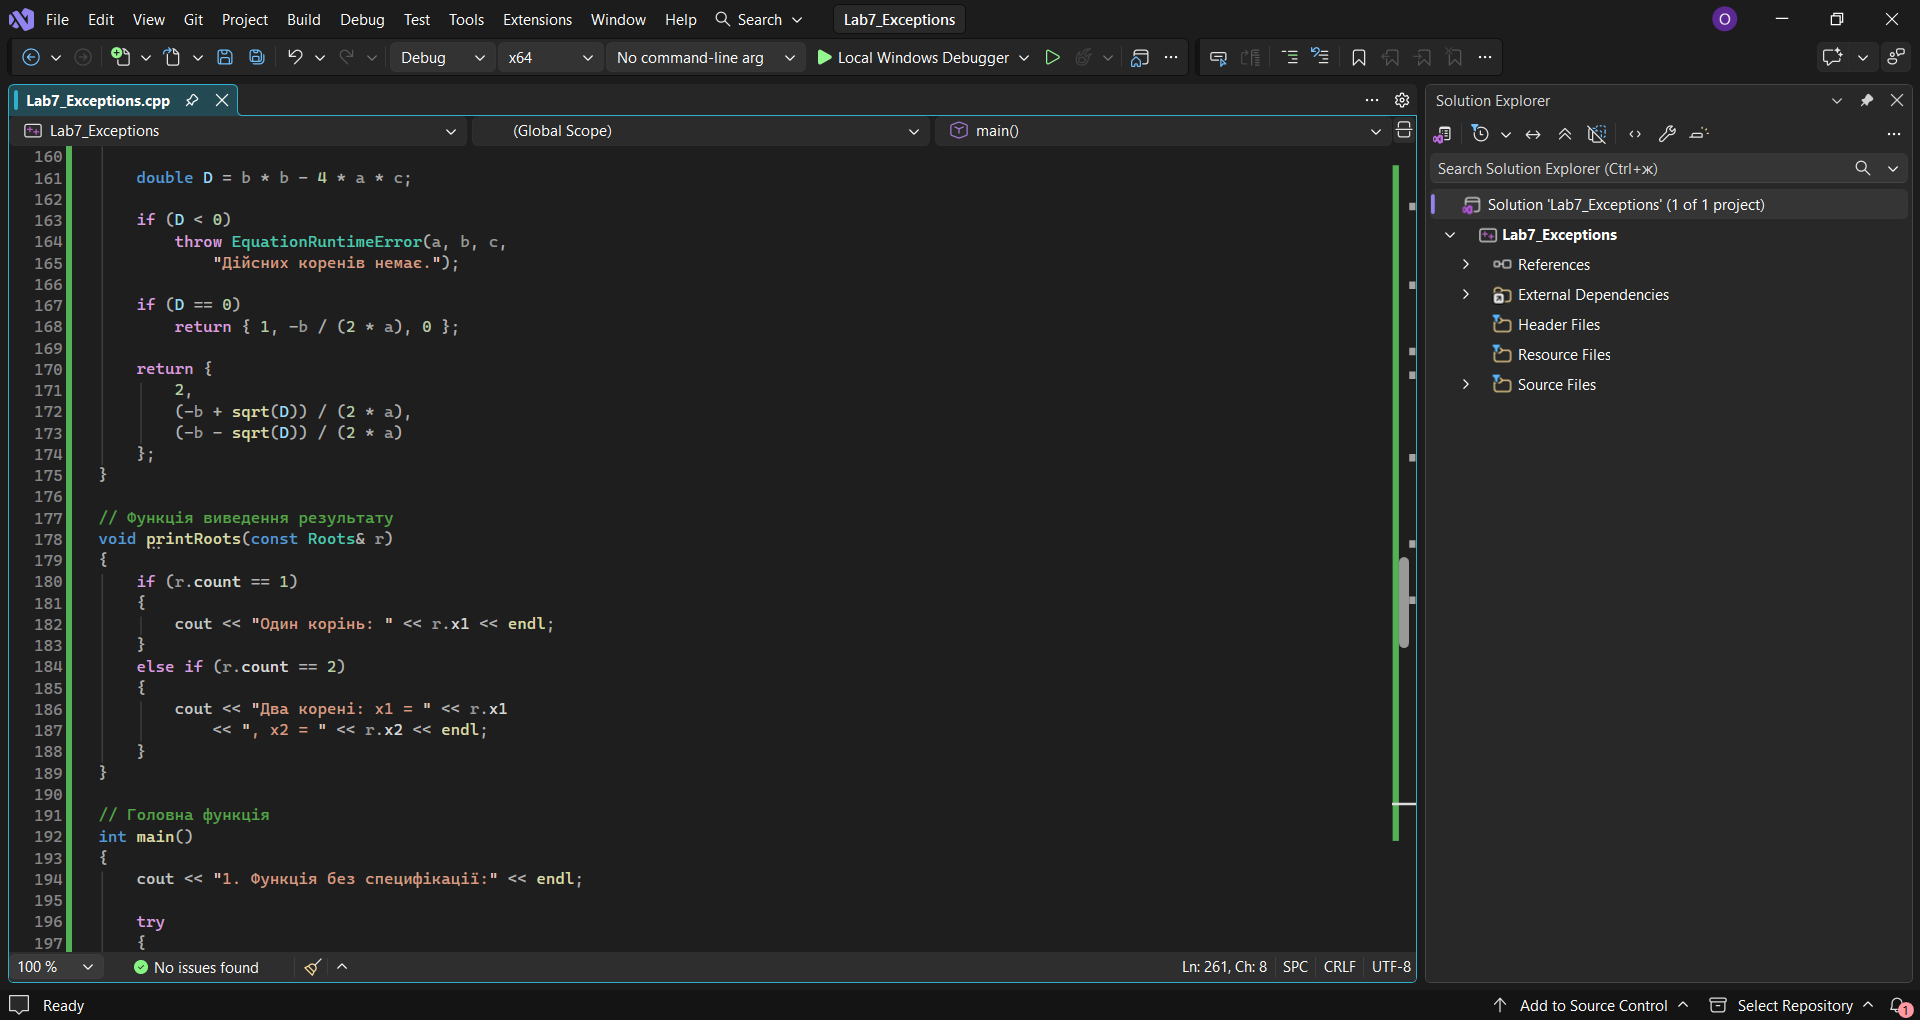 File Edit View Git Project Build Debug Test Tools Extensions Window Help Search Lab7_Exceptions O
Debug x64 No command-line arg Local Windows Debugger
Lab7_Exceptions.cpp
Lab7_Exceptions (Global Scope) main()
160
161 double D = b * b - 4 * a * c;
162
163 if (D < 0)
164 throw EquationRuntimeError(a, b, c,
165 "Дійсних коренів немає.");
166
167 if (D == 0)
168 return { 1, -b / (2 * a), 0 };
169
170 return {
171 2,
172 (-b + sqrt(D)) / (2 * a),
173 (-b - sqrt(D)) / (2 * a)
174 };
175 }
176
177 // Функція виведення результату
178 void printRoots(const Roots& r)
179 {
180 if (r.count == 1)
181 {
182 cout << "Один корінь: " << r.x1 << endl;
183 }
184 else if (r.count == 2)
185 {
186 cout << "Два корені: x1 = " << r.x1
187 << ", x2 = " << r.x2 << endl;
188 }
189 }
190
191 // Головна функція
192 int main()
193 {
194 cout << "1. Функція без специфікації:" << endl;
195
196 try
197 {
100 % No issues found Ln: 261, Ch: 8 SPC CRLF UTF-8
Solution Explorer
Search Solution Explorer (Ctrl+ж)
Solution 'Lab7_Exceptions' (1 of 1 project)
Lab7_Exceptions
References
External Dependencies
Header Files
Resource Files
Source Files
Ready Add to Source Control Select Repository 1